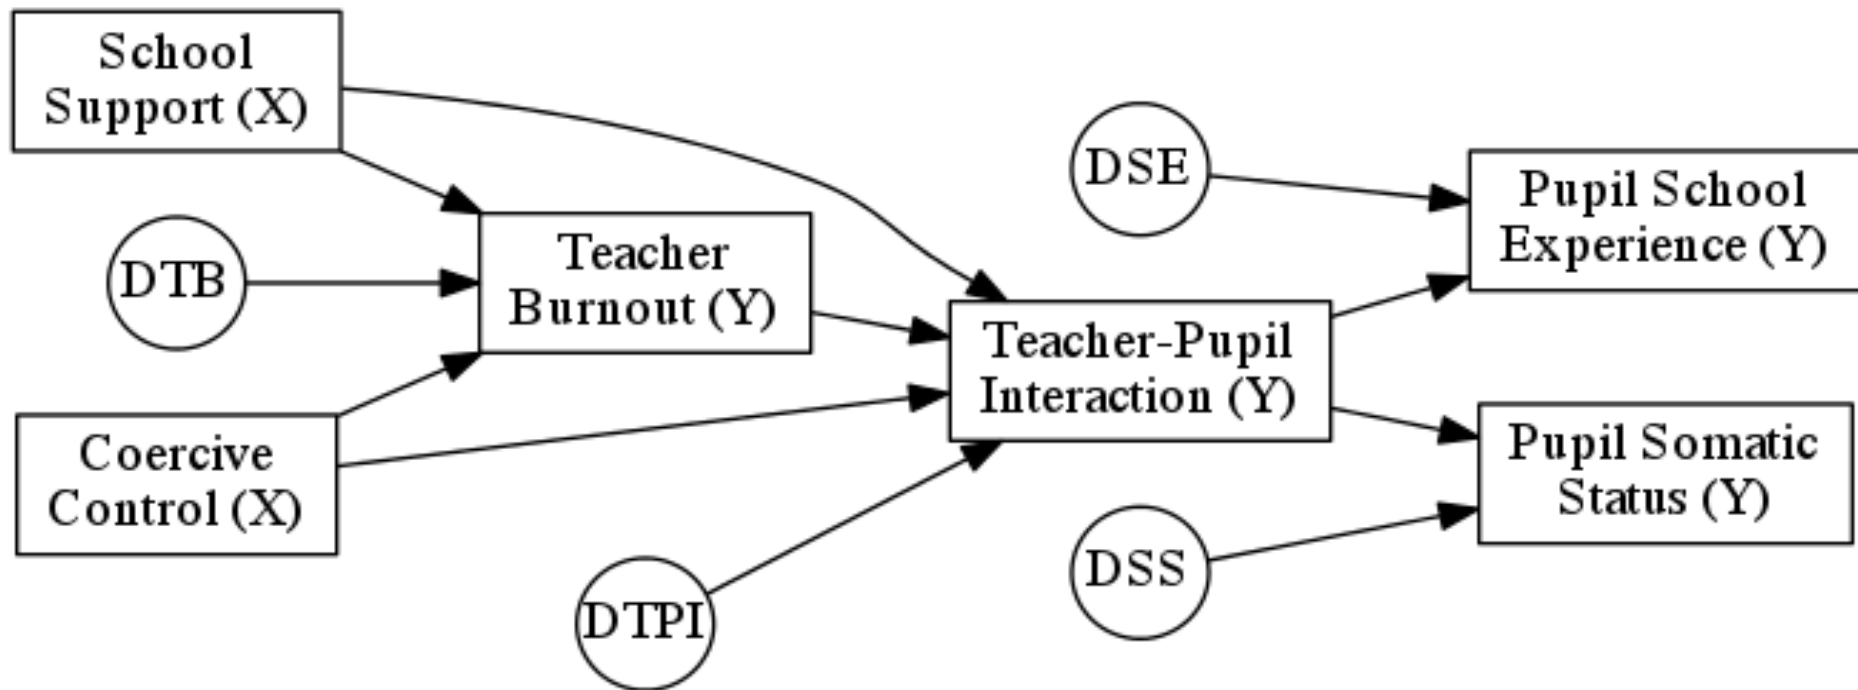 School
Support (X)
DTB
Coercive
Control (X)
Teacher
Burnout (Y)
DTPI
DSE
Teacher-Pupil
Interaction (Y)
DSS
Pupil School
Experience (Y)
Pupil Somatic
Status (Y)